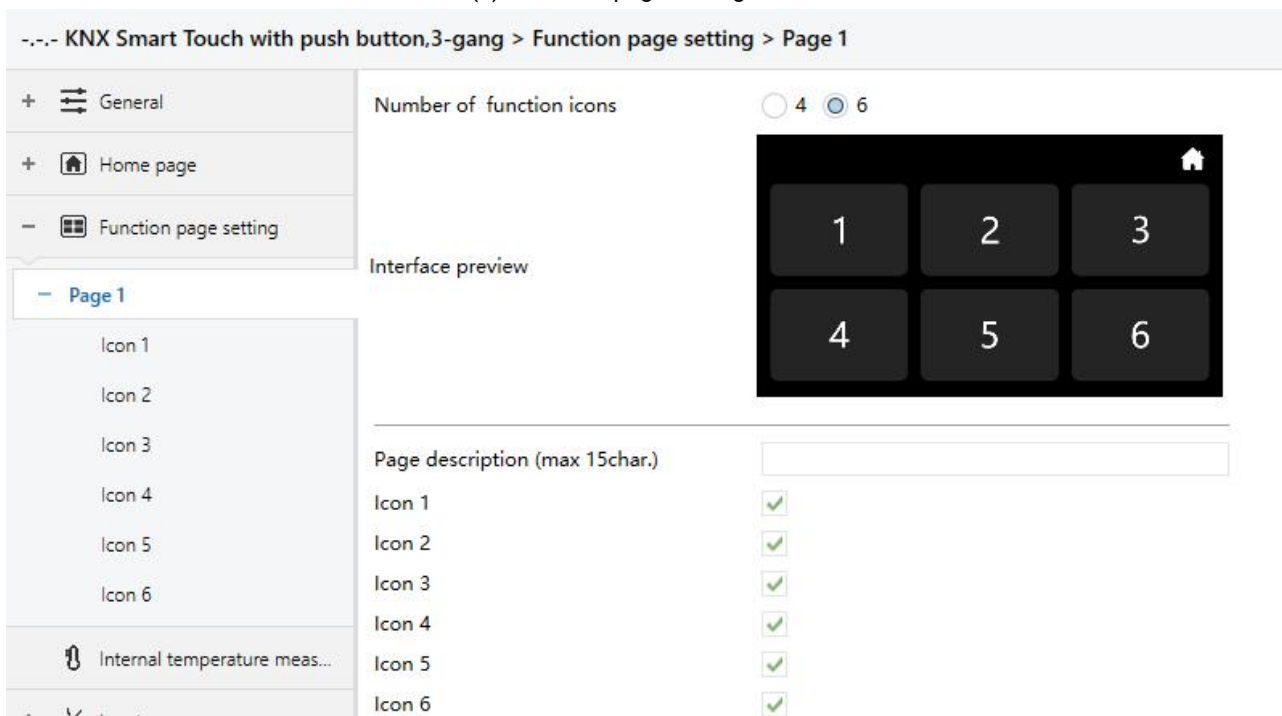 -.-.- KNX Smart Touch with push button,3-gang > Function page setting > Page 1
+ General
+ Home page
− Function page setting
− Page 1
Icon 1
Icon 2
Icon 3
Icon 4
Icon 5
Icon 6
Internal temperature meas...
Number of function icons
4 6
Interface preview
1 2 3
4 5 6
Page description (max 15char.)
Icon 1
Icon 2
Icon 3
Icon 4
Icon 5
Icon 6